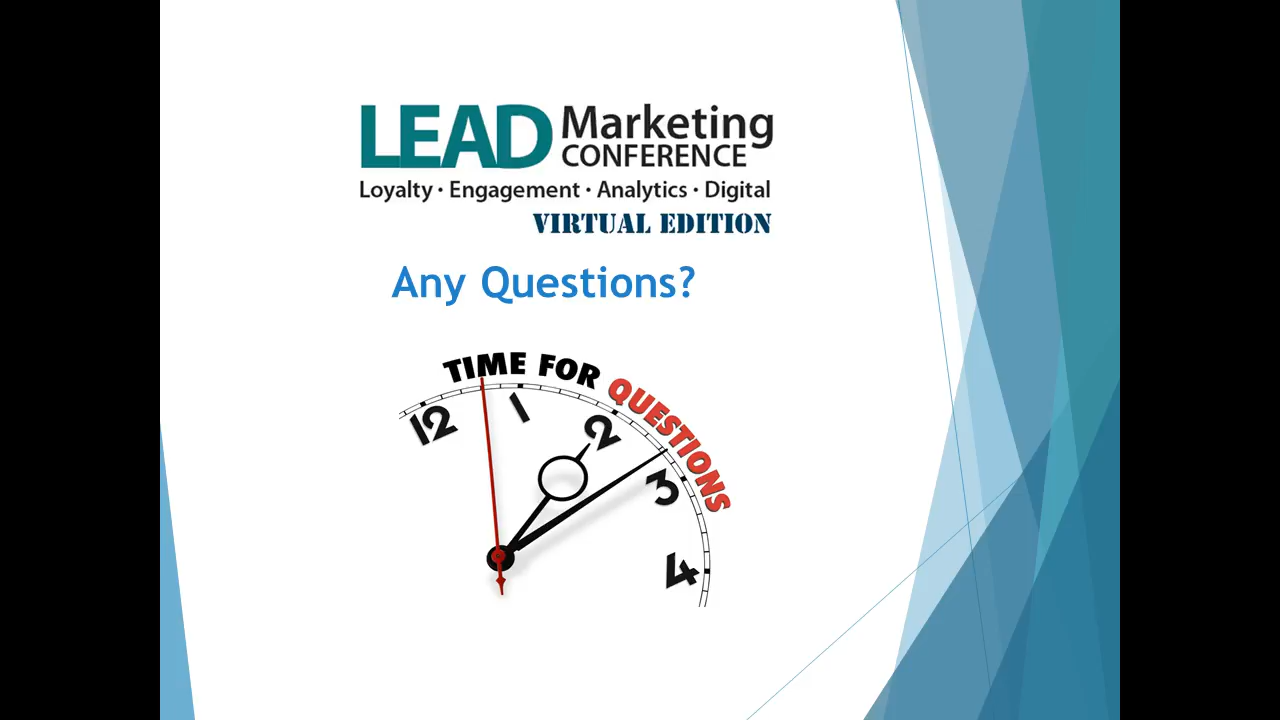 LEAD Marketing
CONFERENCE
Loyalty · Engagement · Analytics · Digital
VIRTUAL EDITION
Any Questions?
TIME FOR QUESTIONS
12
1
2
3
4